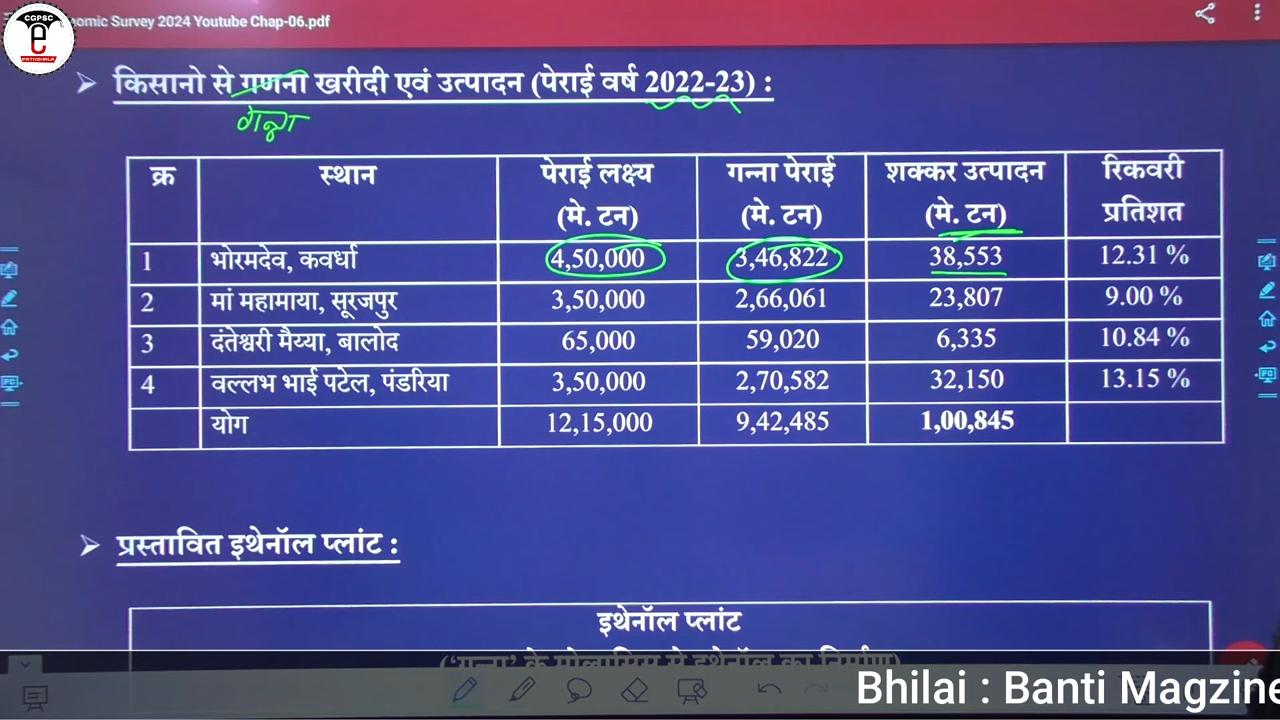 CGPSC
e
PATHSHALA
omic Survey 2024 Youtube Chap-06.pdf
➢ किसानो से गणना खरीदी एवं उत्पादन (पेराई वर्ष 2022-23) :
गन्ना
क्र स्थान पेराई लक्ष्य (मे. टन) गन्ना पेराई (मे. टन) शक्कर उत्पादन (मे. टन) रिकवरी प्रतिशत
1 भोरमदेव, कवर्धा 4,50,000 3,46,822 38,553 12.31 %
2 मां महामाया, सूरजपुर 3,50,000 2,66,061 23,807 9.00 %
3 दंतेश्वरी मैय्या, बालोद 65,000 59,020 6,335 10.84 %
4 वल्लभ भाई पटेल, पंडरिया 3,50,000 2,70,582 32,150 13.15 %
योग 12,15,000 9,42,485 1,00,845
➢ प्रस्तावित इथेनॉल प्लांट :
इथेनॉल प्लांट
('गन्ना' के मोलासिस से इथेनॉल का निर्माण)
Bhilai : Banti Magzine